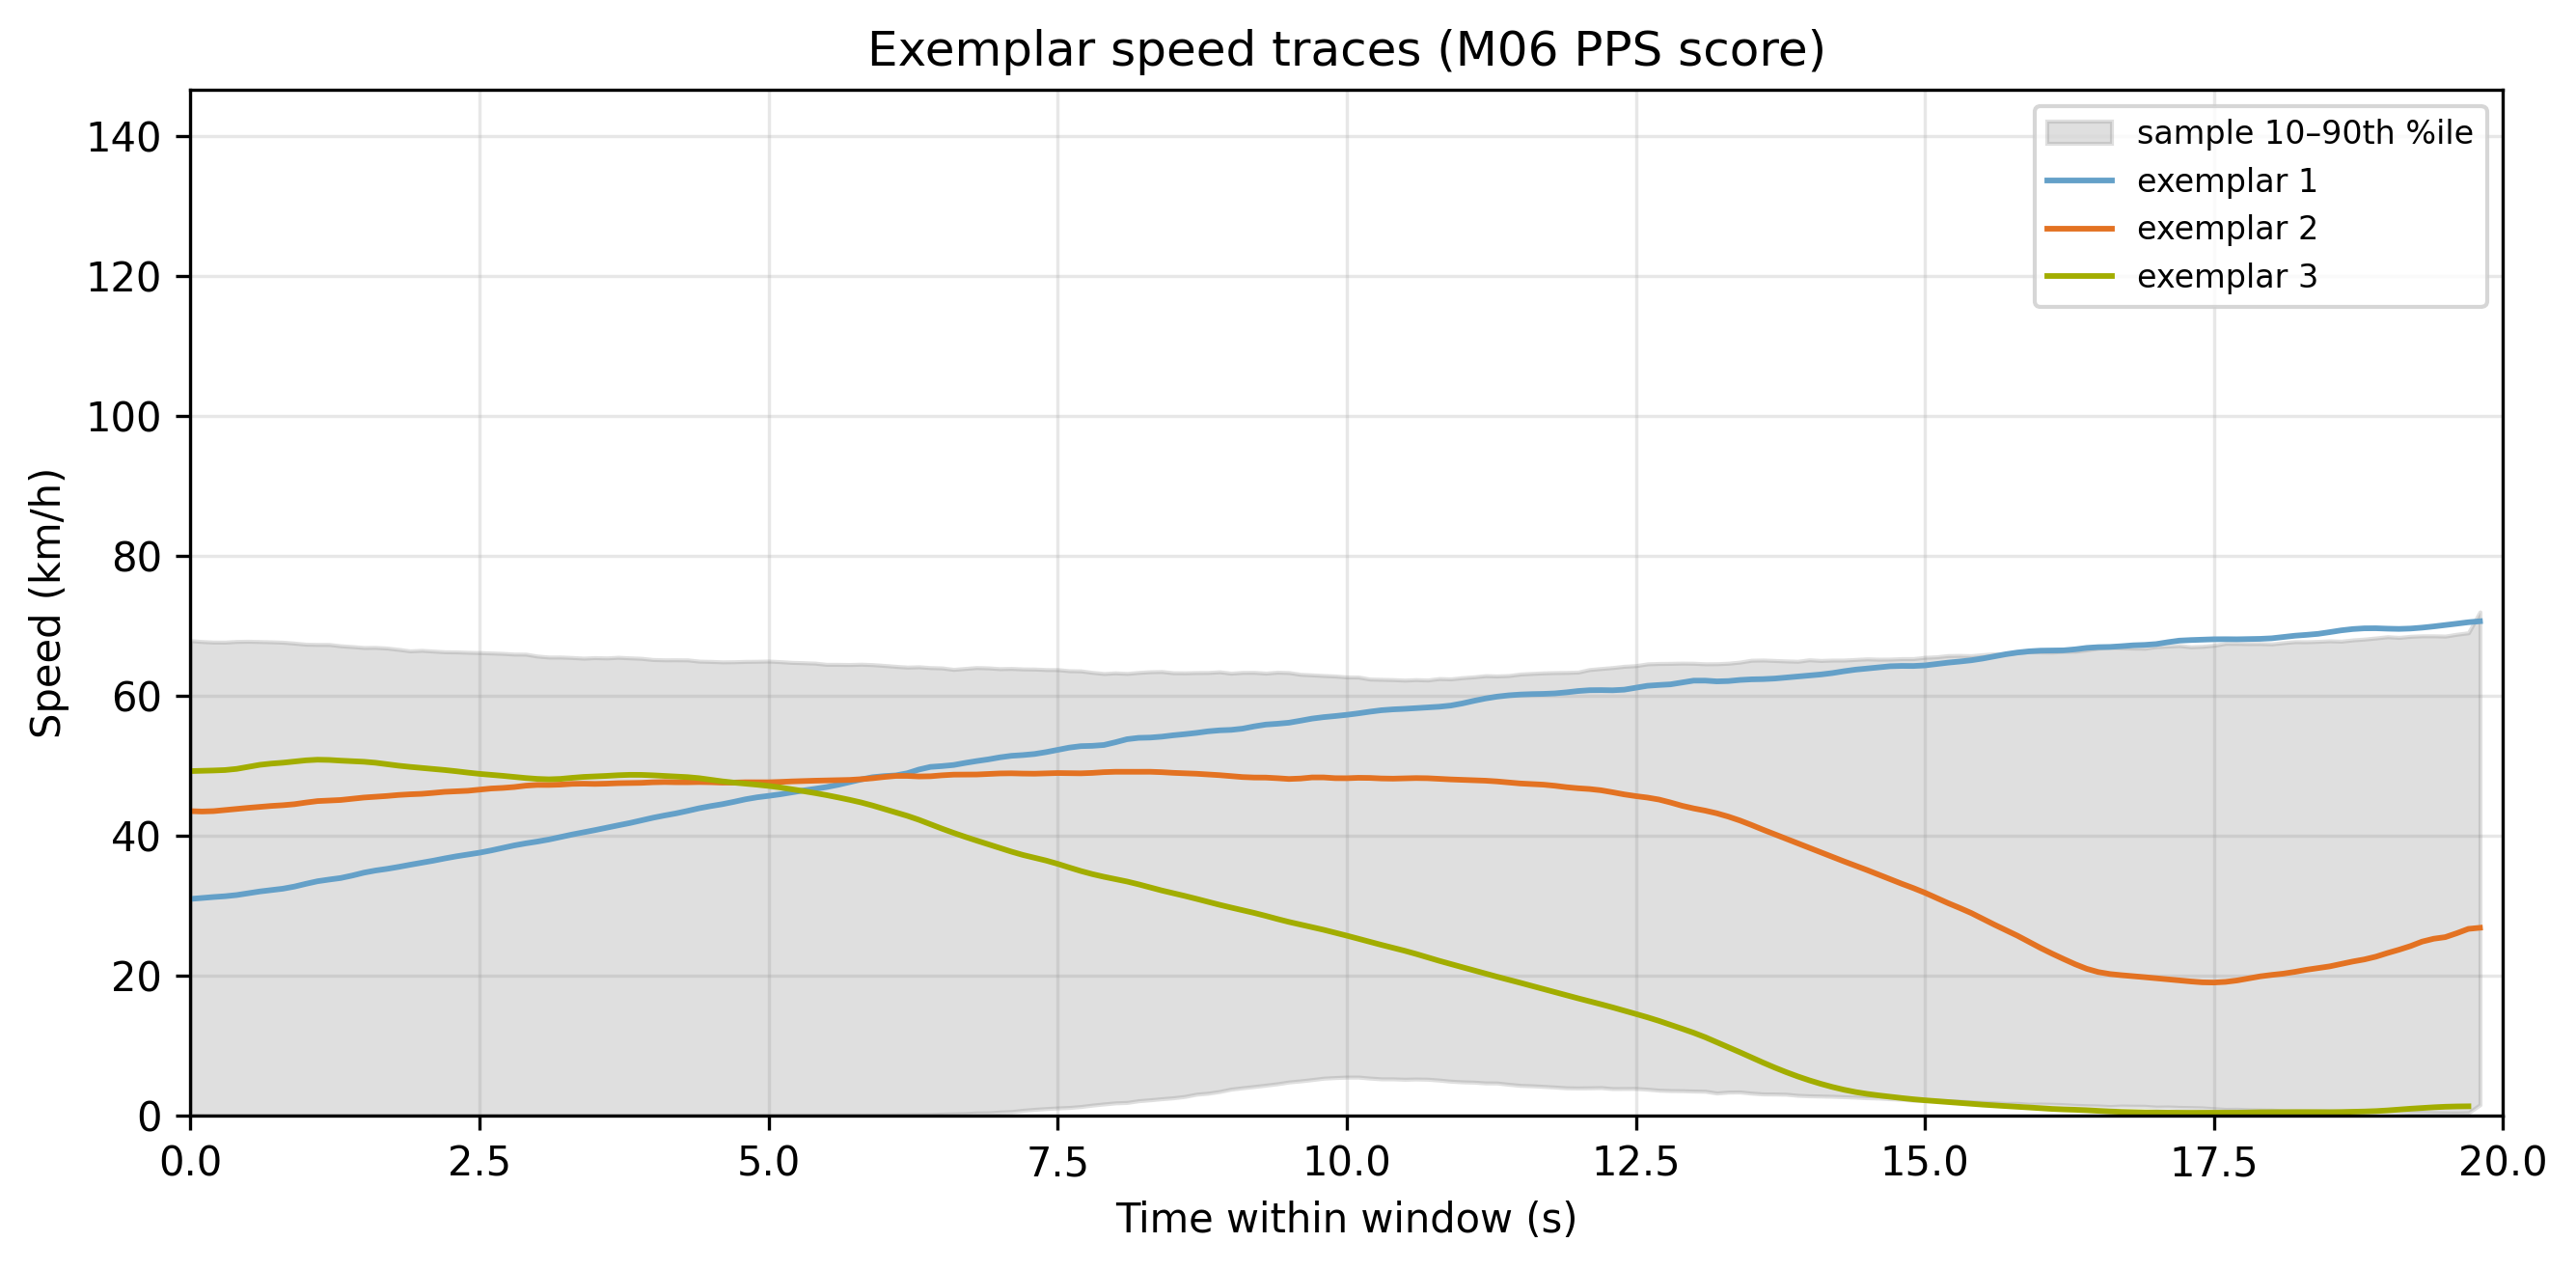 Exemplar speed traces (M06 PPS score)
140
120
100
80
60
40
20
0
Speed (km/h)
sample 10–90th %ile
exemplar 1
exemplar 2
exemplar 3
0.0 2.5 5.0 7.5 10.0 12.5 15.0 17.5 20.0
Time within window (s)